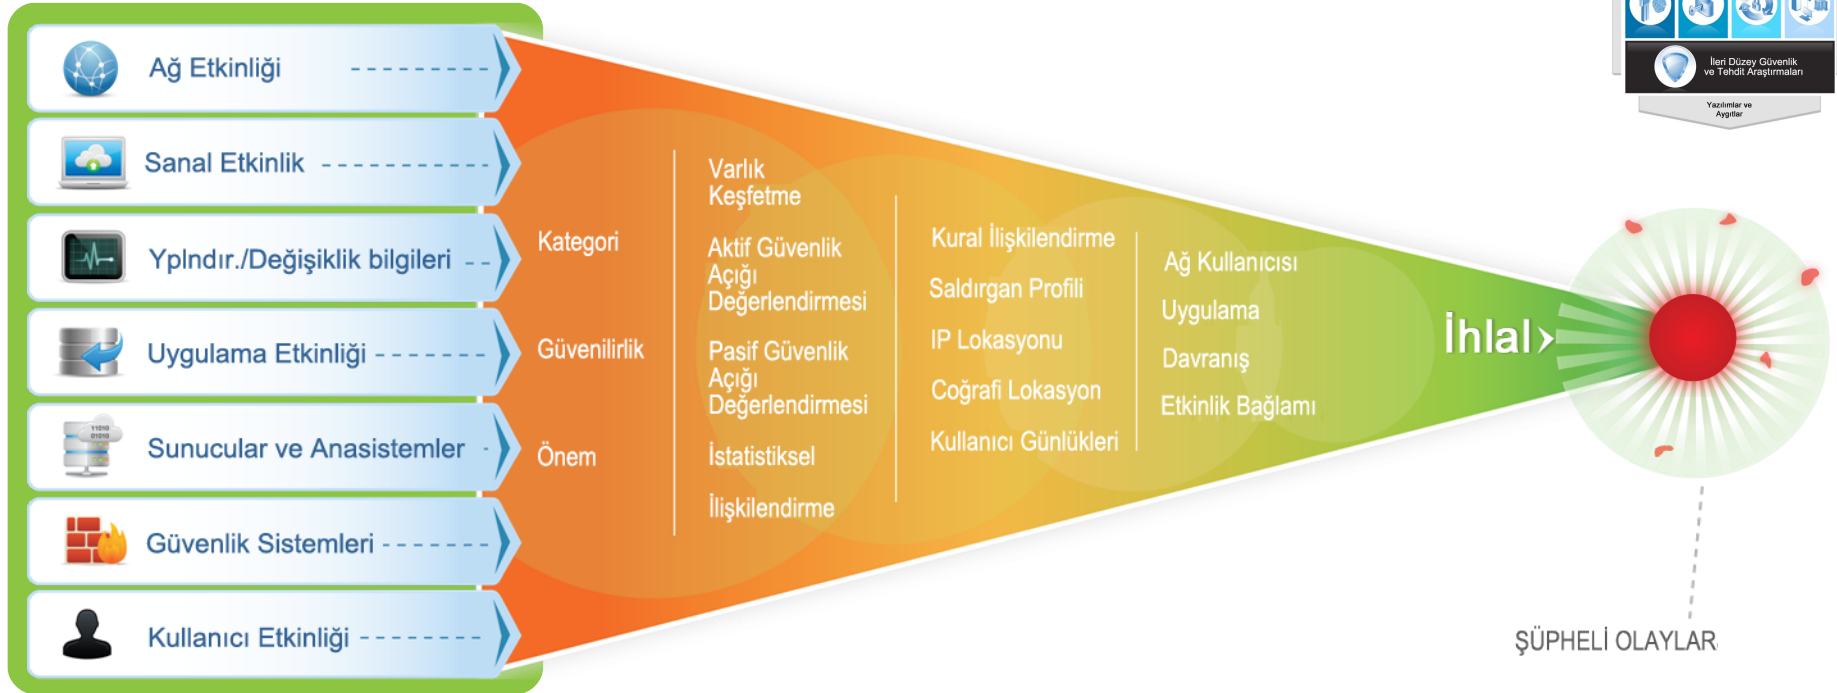 Ağ Etkinliği
Sanal Etkinlik
Yplndır./Değişiklik bilgileri
Uygulama Etkinliği
Sunucular ve Anasistemler
Güvenlik Sistemleri
Kullanıcı Etkinliği
11010
01010
Kategori
Güvenilirlik
Önem
Varlık
Keşfetme
Aktif Güvenlik
Açığı
Değerlendirmesi
Pasif Güvenlik
Açığı
Değerlendirmesi
İstatistiksel
İlişkilendirme
Kural İlişkilendirme
Saldırgan Profili
IP Lokasyonu
Coğrafi Lokasyon
Kullanıcı Günlükleri
Ağ Kullanıcısı
Uygulama
Davranış
Etkinlik Bağlamı
İhlal
ŞÜPHELİ OLAYLAR
İleri Düzey Güvenlik
ve Tehdit Araştırmaları
Yazılımlar ve
Aygıtlar